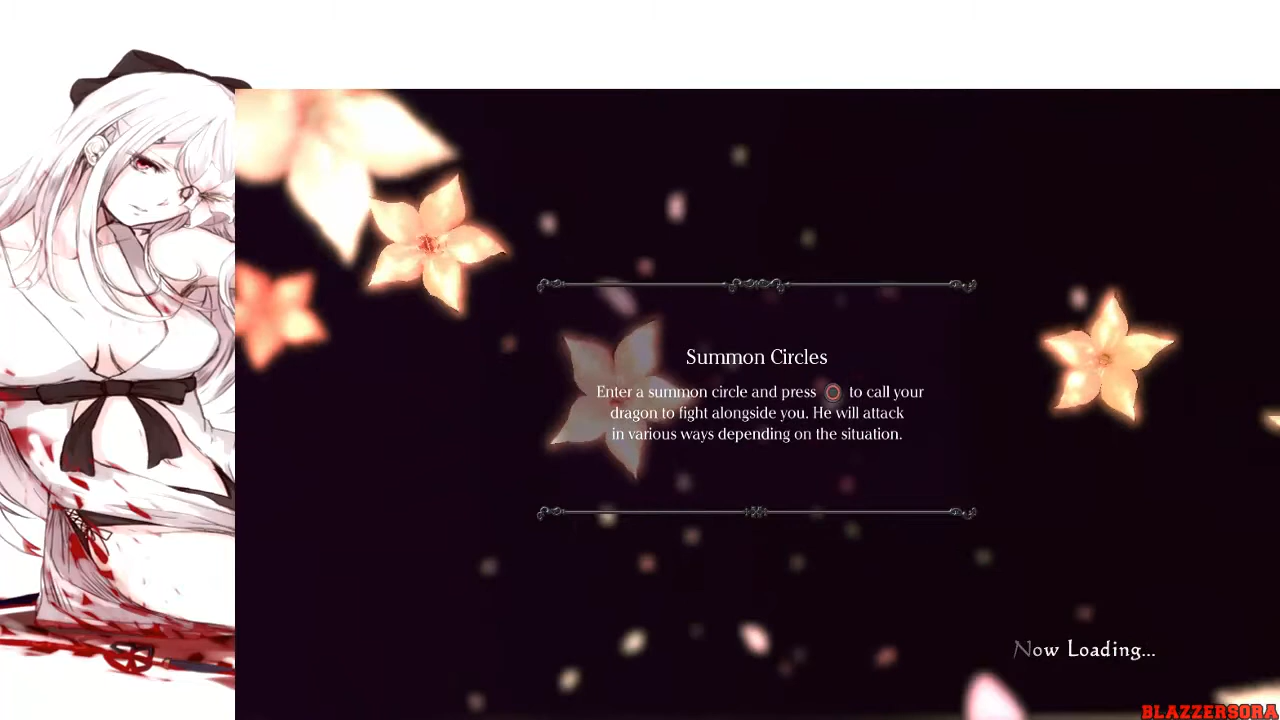 Summon Circles
Enter a summon circle and press to call your
dragon to fight alongside you. He will attack
in various ways depending on the situation.
Now Loading...
BLAZZERSORA